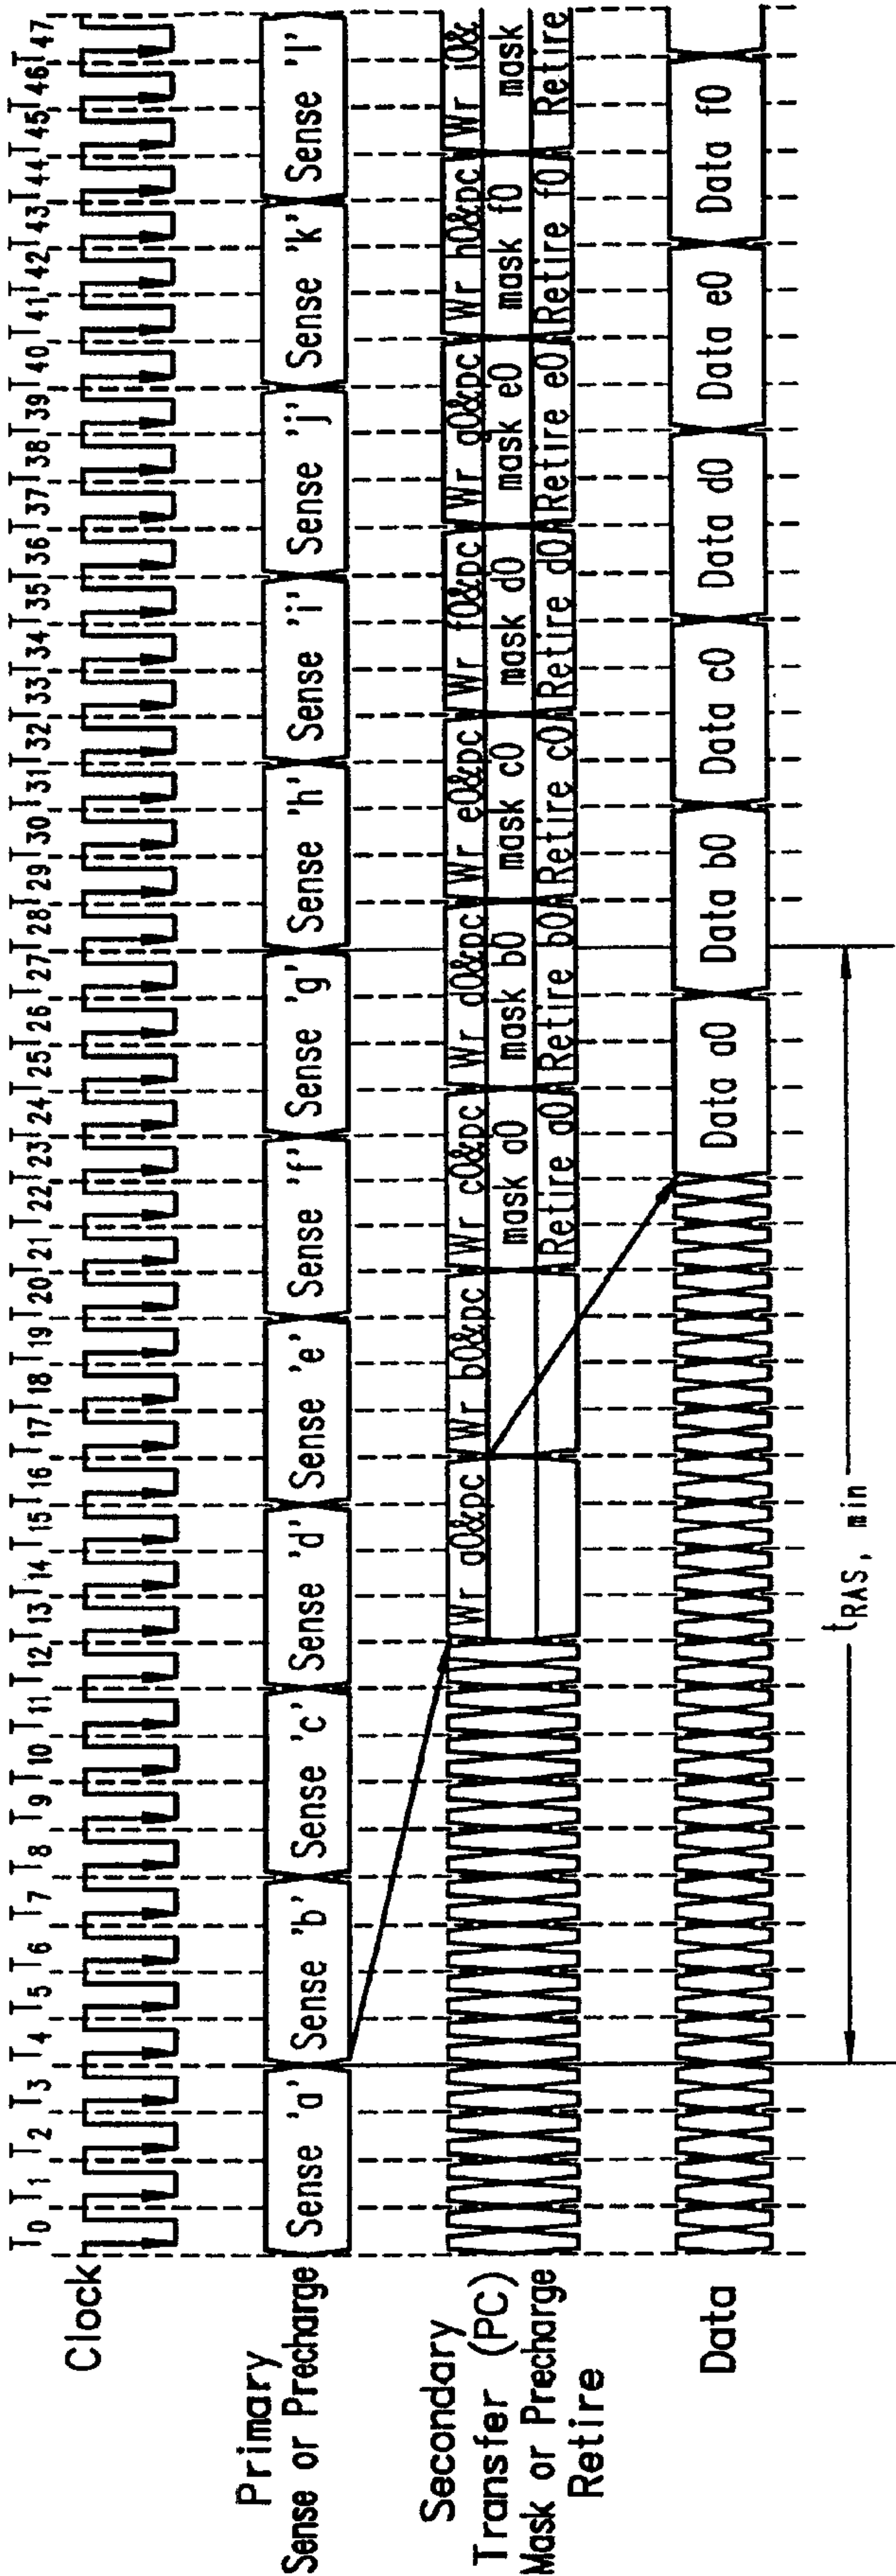 Clock
T0 T1 T2 T3 T4 T5 T6 T7 T8 T9 T10 T11 T12 T13 T14 T15 T16 T17 T18 T19 T20 T21 T22 T23 T24 T25 T26 T27 T28 T29 T30 T31 T32 T33 T34 T35 T36 T37 T38 T39 T40 T41 T42 T43 T44 T45 T46 T47
Primary
Sense or Precharge
Sense 'a' Sense 'b' Sense 'c' Sense 'd' Sense 'e' Sense 'f' Sense 'g' Sense 'h' Sense 'i' Sense 'j' Sense 'k' Sense 'l'
Secondary
Transfer (PC)
Mask or Precharge
Retire
Wr a0&pc Wr b0&pc Wr c0&pc Wr d0&pc Wr e0&pc Wr f0&pc Wr g0&pc Wr h0&pc Wr i0&
mask a0 mask b0 mask c0 mask d0 mask e0 mask f0 mask
Retire a0 Retire b0 Retire c0 Retire d0 Retire e0 Retire f0 Retire
Data
Data a0 Data b0 Data c0 Data d0 Data e0 Data f0
tRAS, min